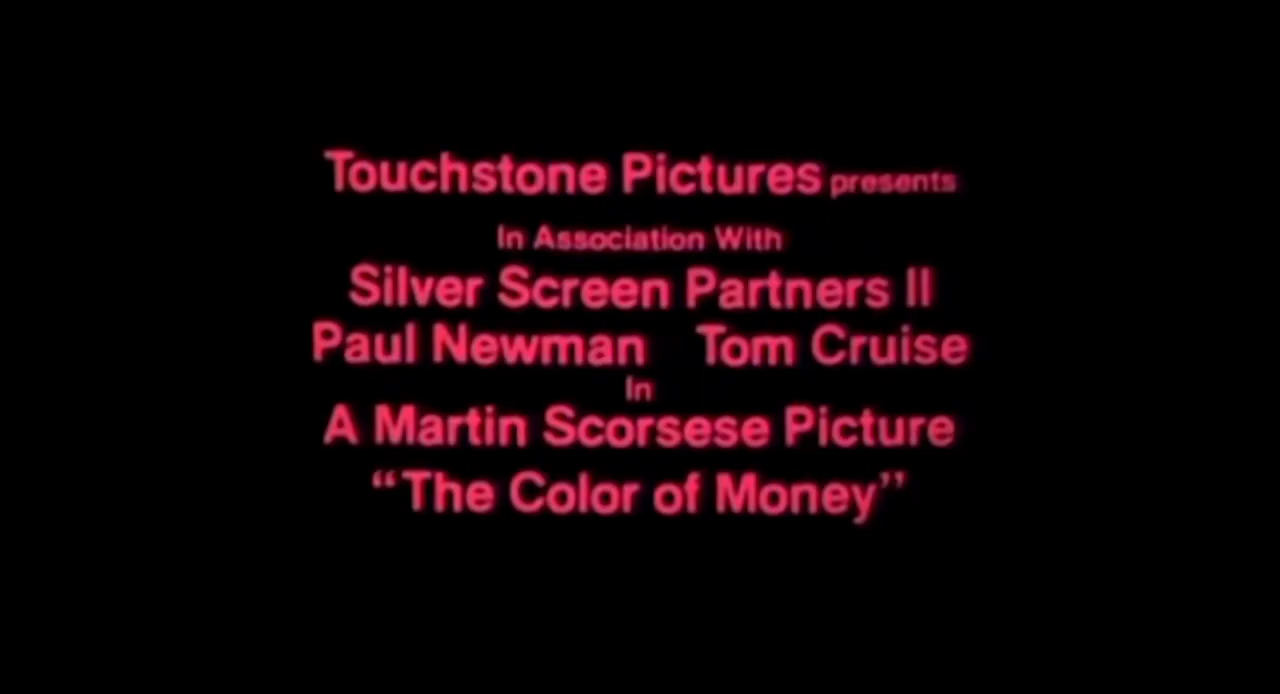 Touchstone Pictures presents
In Association With
Silver Screen Partners II
Paul Newman Tom Cruise
In
A Martin Scorsese Picture
“The Color of Money”